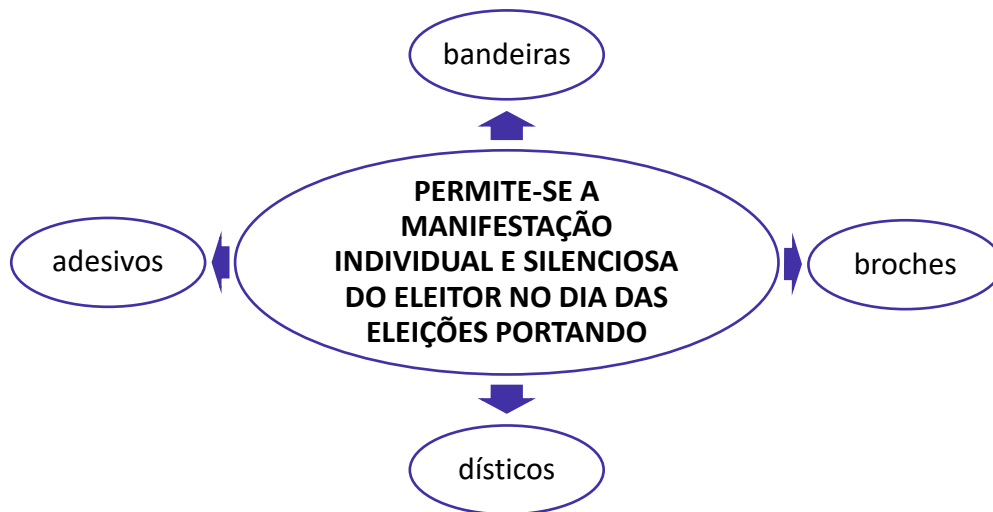 bandeiras
PERMITE-SE A
MANIFESTAÇÃO
INDIVIDUAL E SILENCIOSA
DO ELEITOR NO DIA DAS
ELEIÇÕES PORTANDO
adesivos
broches
dísticos